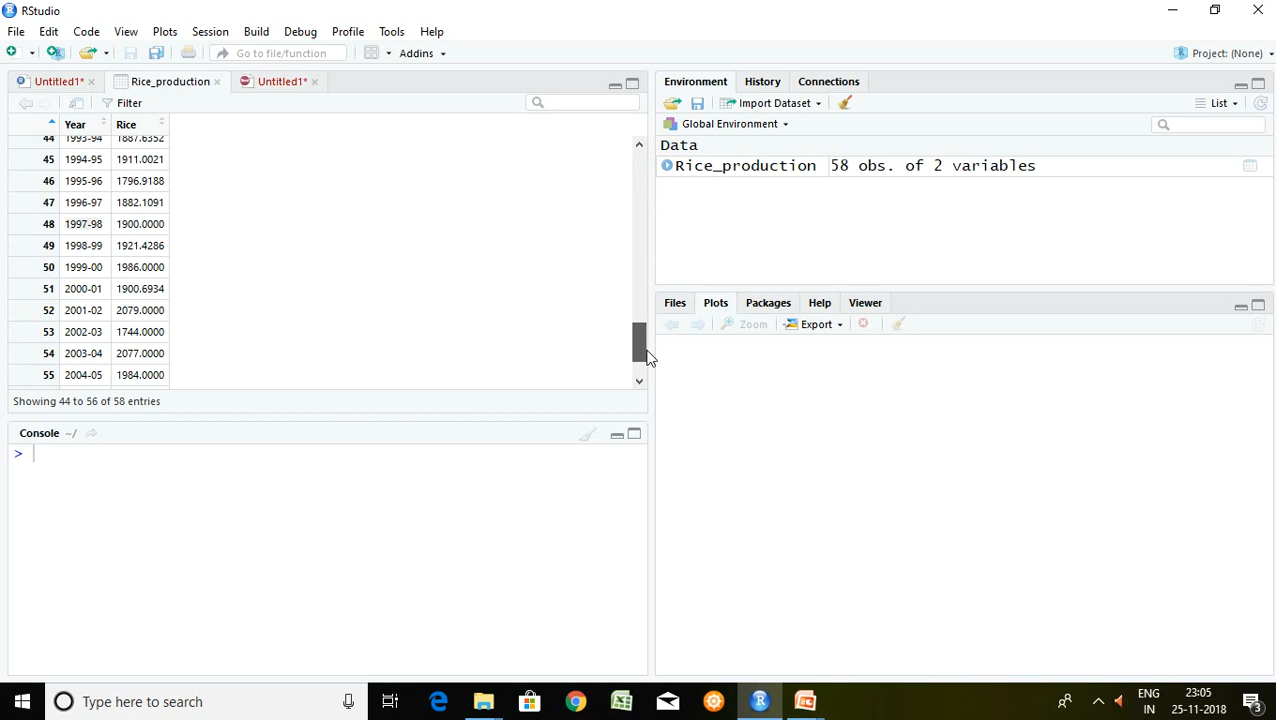 RStudio
File Edit Code View Plots Session Build Debug Profile Tools Help
Go to file/function Addins Project: (None)
Untitled1* Rice_production Untitled1*
Filter
Year Rice
44 1993-94 1887.6352
45 1994-95 1911.0021
46 1995-96 1796.9188
47 1996-97 1882.1091
48 1997-98 1900.0000
49 1998-99 1921.4286
50 1999-00 1986.0000
51 2000-01 1900.6934
52 2001-02 2079.0000
53 2002-03 1744.0000
54 2003-04 2077.0000
55 2004-05 1984.0000
Showing 44 to 56 of 58 entries
Console ~/
>
Environment History Connections
Import Dataset List
Global Environment
Data
Rice_production 58 obs. of 2 variables
Files Plots Packages Help Viewer
Zoom Export
Type here to search
ENG 23:05
IN 25-11-2018 3